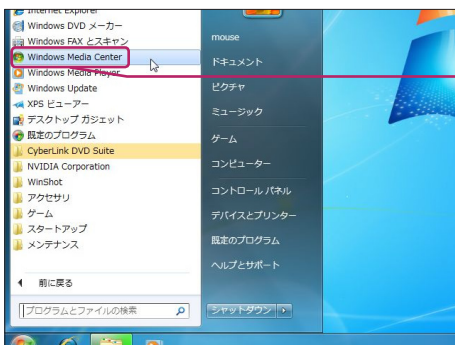 Internet Explorer
Windows DVD メーカー
Windows FAX とスキャン
Windows Media Center
Windows Media Player
Windows Update
XPS ビューアー
デスクトップ ガジェット
既定のプログラム
CyberLink DVD Suite
NVIDIA Corporation
WinShot
アクセサリ
ゲーム
スタートアップ
メンテナンス
前に戻る
プログラムとファイルの検索
mouse
ドキュメント
ピクチャ
ミュージック
ゲーム
コンピューター
コントロール パネル
デバイスとプリンター
既定のプログラム
ヘルプとサポート
シャットダウン